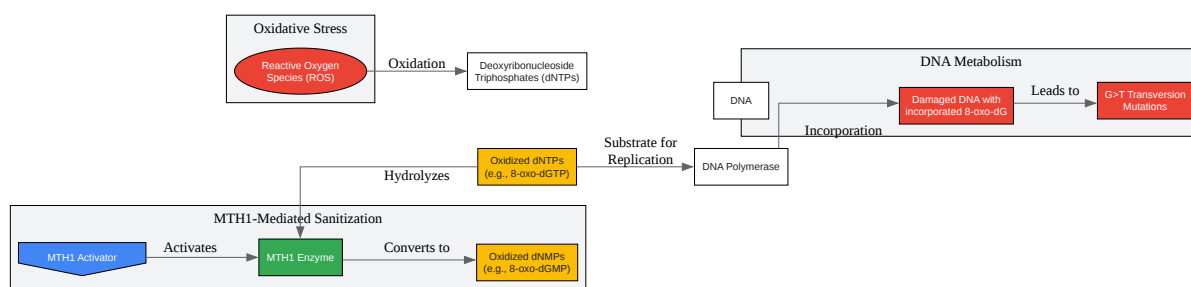 Oxidative Stress
Reactive Oxygen
Species (ROS)
Oxidation
Deoxyribonucleoside
Triphosphates (dNTPs)
DNA Metabolism
DNA
Damaged DNA with
incorporated 8-oxo-dG
Leads to
G>T Transversion
Mutations
Incorporation
Oxidized dNTPs
(e.g., 8-oxo-dGTP)
Substrate for
Replication
DNA Polymerase
Hydrolyzes
MTH1-Mediated Sanitization
MTH1 Activator
Activates
MTH1 Enzyme
Converts to
Oxidized dNMPs
(e.g., 8-oxo-dGMP)